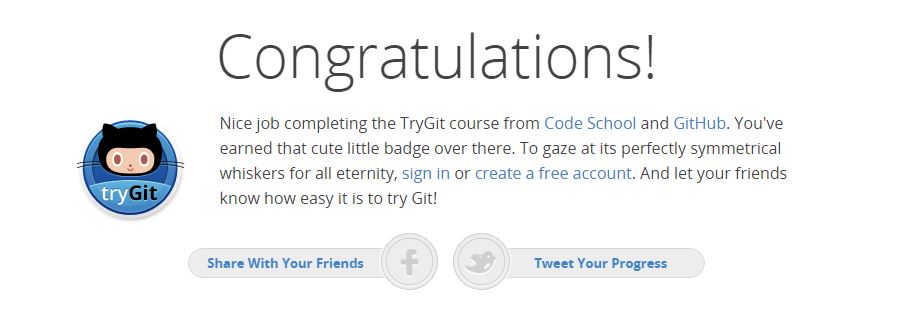 Congratulations!
Nice job completing the TryGit course from Code School and GitHub. You've
earned that cute little badge over there. To gaze at its perfectly symmetrical
whiskers for all eternity, sign in or create a free account. And let your friends
know how easy it is to try Git!
tryGit
Share With Your Friends
Tweet Your Progress